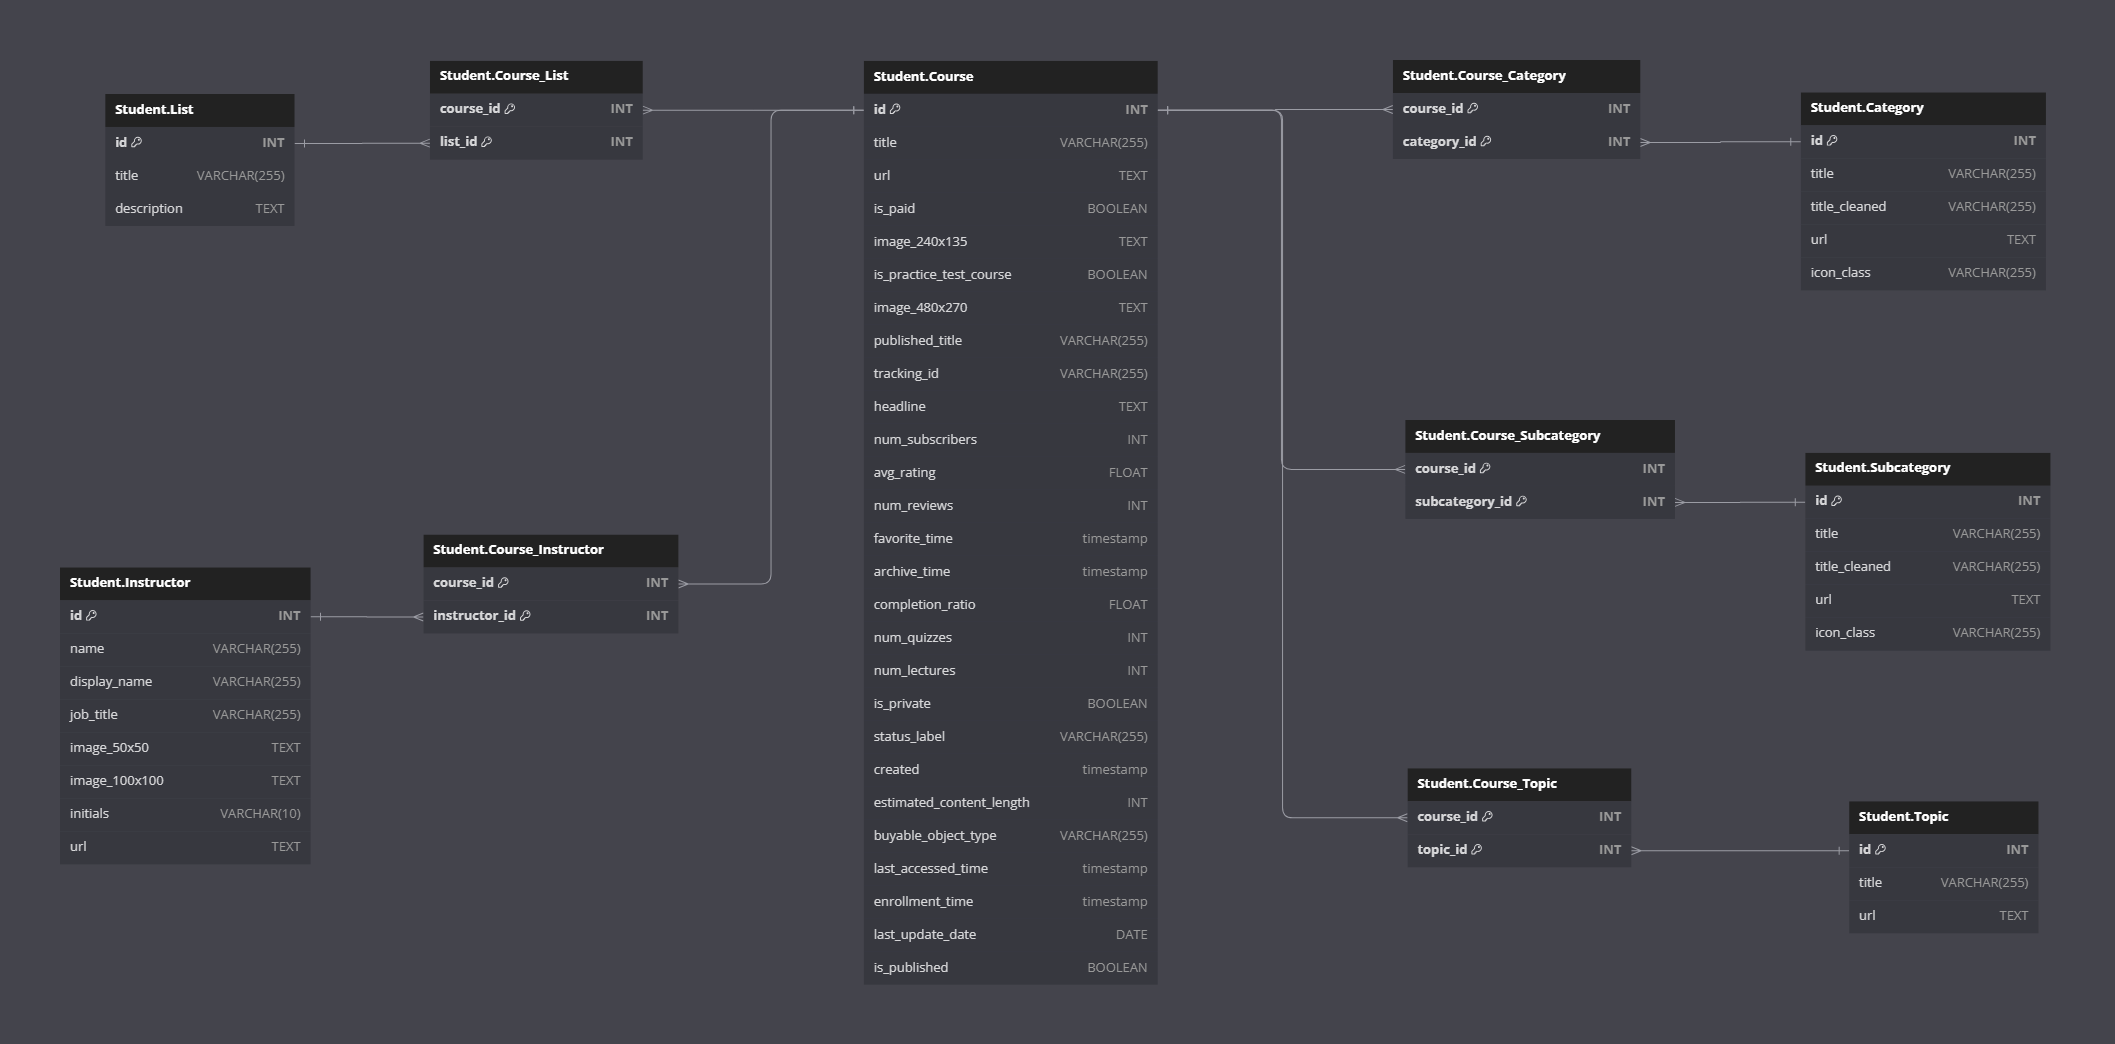 Student.List
id INT
title VARCHAR(255)
description TEXT
Student.Course_List
course_id INT
list_id INT
Student.Instructor
id INT
name VARCHAR(255)
display_name VARCHAR(255)
job_title VARCHAR(255)
image_50x50 TEXT
image_100x100 TEXT
initials VARCHAR(10)
url TEXT
Student.Course_Instructor
course_id INT
instructor_id INT
Student.Course
id INT
title VARCHAR(255)
url TEXT
is_paid BOOLEAN
image_240x135 TEXT
is_practice_test_course BOOLEAN
image_480x270 TEXT
published_title VARCHAR(255)
tracking_id VARCHAR(255)
headline TEXT
num_subscribers INT
avg_rating FLOAT
num_reviews INT
favorite_time timestamp
archive_time timestamp
completion_ratio FLOAT
num_quizzes INT
num_lectures INT
is_private BOOLEAN
status_label VARCHAR(255)
created timestamp
estimated_content_length INT
buyable_object_type VARCHAR(255)
last_accessed_time timestamp
enrollment_time timestamp
last_update_date DATE
is_published BOOLEAN
Student.Course_Category
course_id INT
category_id INT
Student.Category
id INT
title VARCHAR(255)
title_cleaned VARCHAR(255)
url TEXT
icon_class VARCHAR(255)
Student.Course_Subcategory
course_id INT
subcategory_id INT
Student.Subcategory
id INT
title VARCHAR(255)
title_cleaned VARCHAR(255)
url TEXT
icon_class VARCHAR(255)
Student.Course_Topic
course_id INT
topic_id INT
Student.Topic
id INT
title VARCHAR(255)
url TEXT